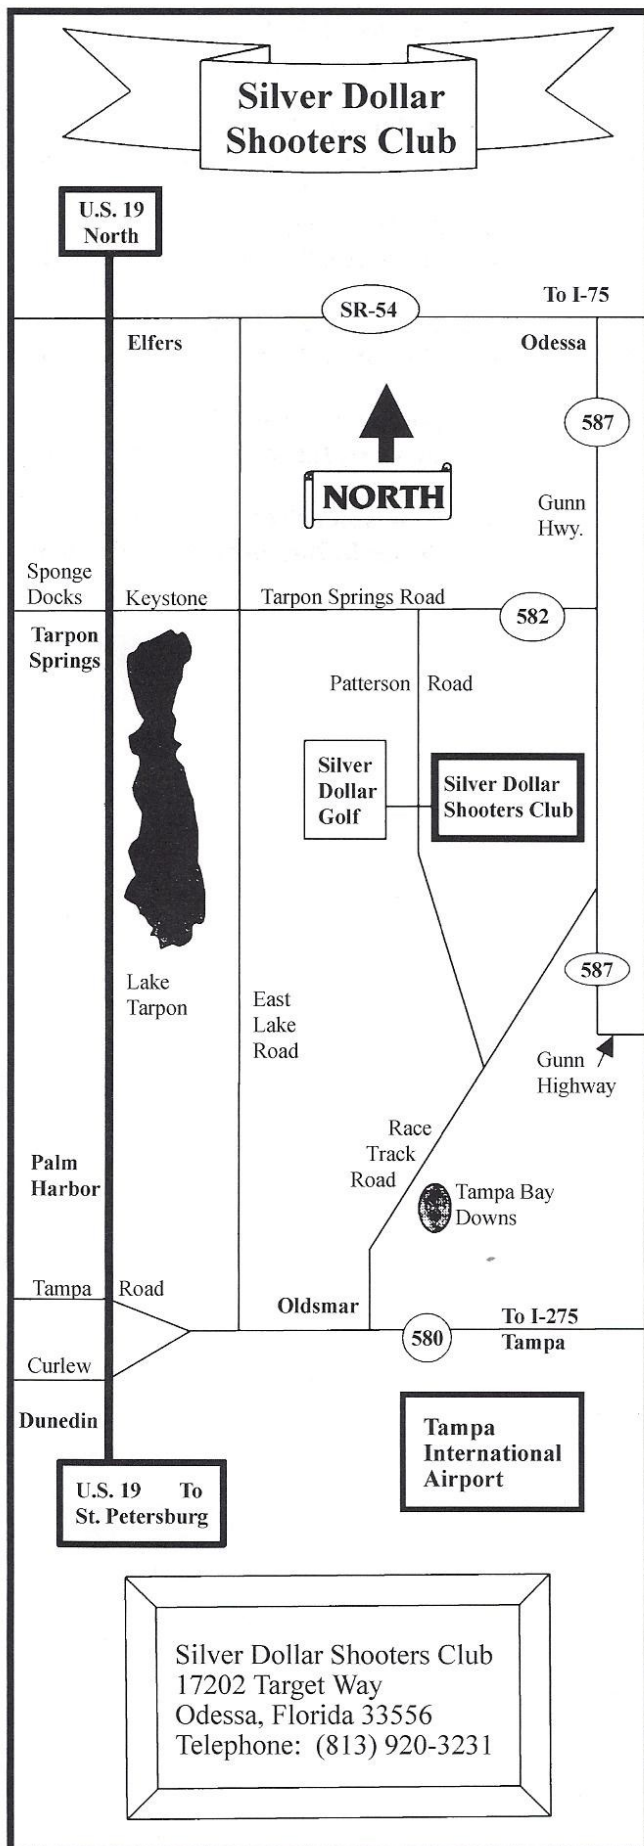 Silver Dollar
Shooters Club
U.S. 19
North
To I-75
SR-54
Elfers
Odessa
587
NORTH
Gunn
Hwy.
Sponge
Docks
Keystone
Tarpon Springs Road
582
Tarpon
Springs
Patterson Road
Silver
Dollar
Golf
Silver Dollar
Shooters Club
587
Lake
Tarpon
East
Lake
Road
Gunn
Highway
Race
Track
Road
Palm
Harbor
Tampa Bay
Downs
Tampa Road
Oldsmar
To I-275
580
Tampa
Curlew
Dunedin
Tampa
International
Airport
U.S. 19 To
St. Petersburg
Silver Dollar Shooters Club
17202 Target Way
Odessa, Florida 33556
Telephone: (813) 920-3231